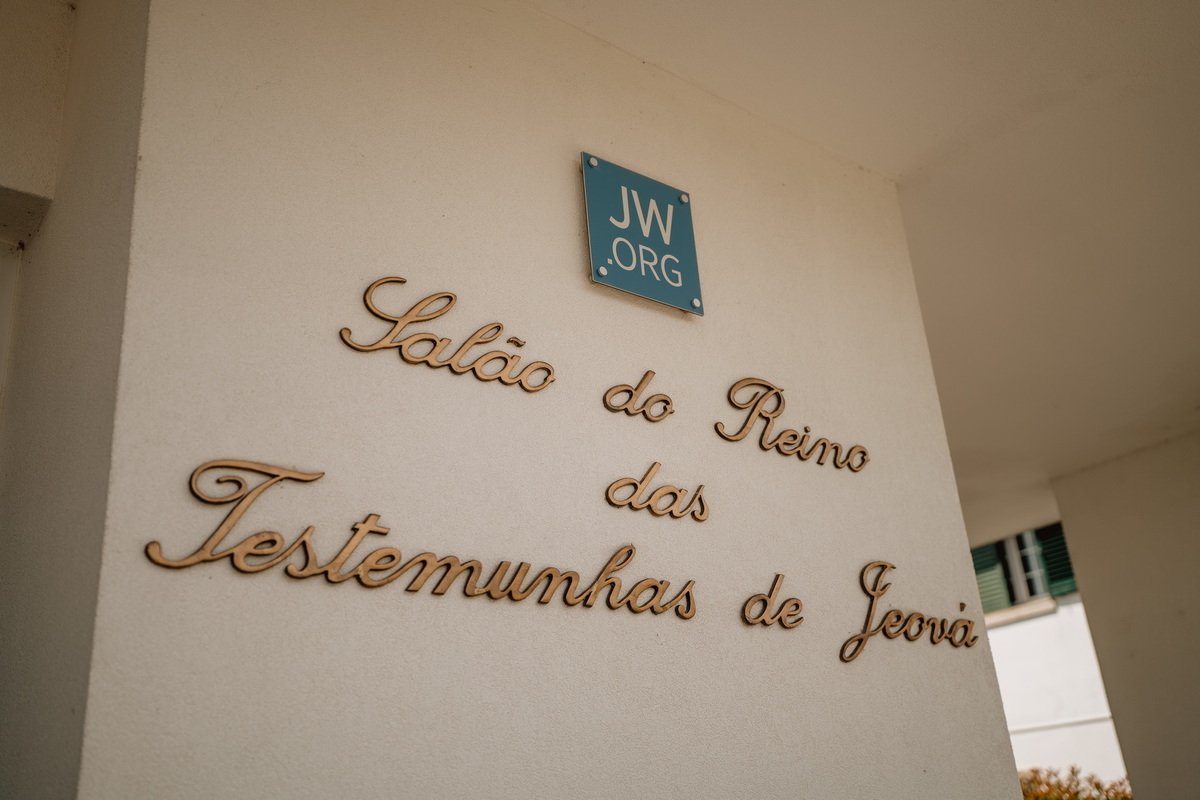 JW
.ORG
Salão do Reino
das
Testemunhas de Jeová